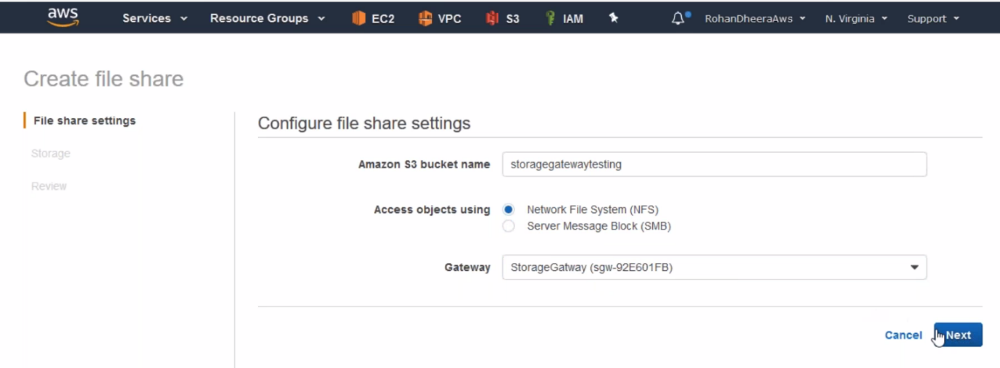 aws Services Resource Groups EC2 VPC S3 IAM RohanDheeraAws N. Virginia Support
Create file share
File share settings
Storage
Review
Configure file share settings
Amazon S3 bucket name storagegatewaytesting
Access objects using Network File System (NFS)
Server Message Block (SMB)
Gateway StorageGatway (sgw-92E601FB)
Cancel Next